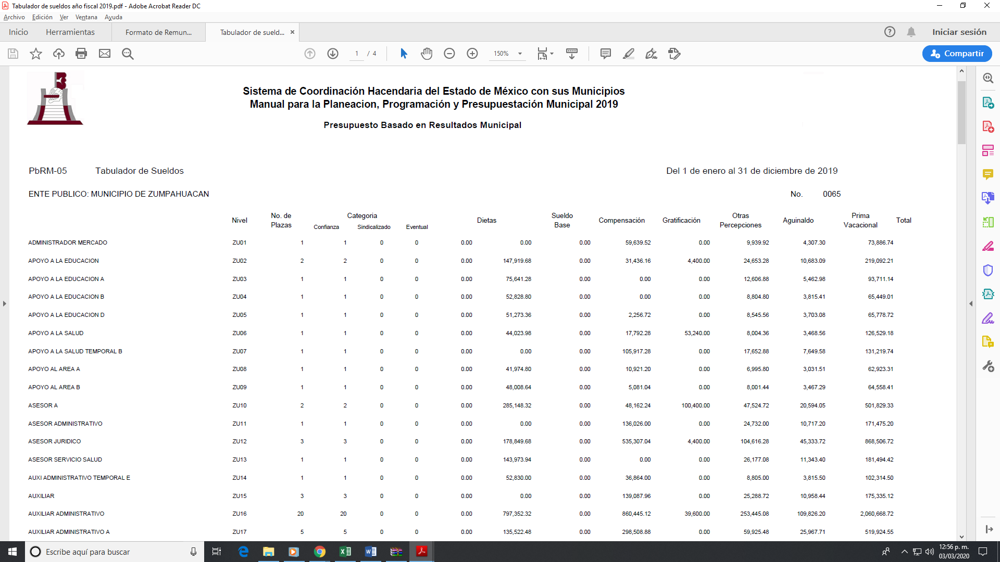 Tabulador de sueldos año fiscal 2019.pdf - Adobe Acrobat Reader DC
Archivo Edición Ver Ventana Ayuda
Inicio Herramientas Formato de Remun... Tabulador de sueld... ×
Iniciar sesión
1 / 4 150% Compartir
Sistema de Coordinación Hacendaria del Estado de México con sus Municipios
Manual para la Planeacion, Programación y Presupuestación Municipal 2019
Presupuesto Basado en Resultados Municipal
PbRM-05 Tabulador de Sueldos Del 1 de enero al 31 de diciembre de 2019
ENTE PUBLICO: MUNICIPIO DE ZUMPAHUACAN No. 0065
Nivel No. de Plazas Categoria Confianza Sindicalizado Eventual Dietas Sueldo Base Compensación Gratificación Otras Percepciones Aguinaldo Prima Vacacional Total
ADMINISTRADOR MERCADO ZU01 1 1 0 0 0.00 0.00 0.00 59,639.52 0.00 9,939.92 4,307.30 73,886.74
APOYO A LA EDUCACION ZU02 2 2 0 0 0.00 147,919.68 0.00 31,436.16 4,400.00 24,653.28 10,683.09 219,092.21
APOYO A LA EDUCACION A ZU03 1 1 0 0 0.00 75,641.28 0.00 0.00 0.00 12,606.88 5,462.98 93,711.14
APOYO A LA EDUCACION B ZU04 1 1 0 0 0.00 52,828.80 0.00 0.00 0.00 8,804.80 3,815.41 65,449.01
APOYO A LA EDUCACION D ZU05 1 1 0 0 0.00 51,273.36 0.00 2,256.72 0.00 8,545.56 3,703.08 65,778.72
APOYO A LA SALUD ZU06 1 1 0 0 0.00 44,023.98 0.00 17,792.28 53,240.00 8,004.36 3,468.56 126,529.18
APOYO A LA SALUD TEMPORAL B ZU07 1 1 0 0 0.00 0.00 0.00 105,917.28 0.00 17,652.88 7,649.58 131,219.74
APOYO AL AREA A ZU08 1 1 0 0 0.00 41,974.80 0.00 10,921.20 0.00 6,995.80 3,031.51 62,923.31
APOYO AL AREA B ZU09 1 1 0 0 0.00 48,008.64 0.00 5,081.04 0.00 8,001.44 3,467.29 64,558.41
ASESOR A ZU10 2 2 0 0 0.00 285,148.32 0.00 48,162.24 100,400.00 47,524.72 20,594.05 501,829.33
ASESOR ADMINISTRATIVO ZU11 1 1 0 0 0.00 0.00 0.00 136,026.00 0.00 24,732.00 10,717.20 171,475.20
ASESOR JURIDICO ZU12 3 3 0 0 0.00 178,849.68 0.00 535,307.04 4,400.00 104,616.28 45,333.72 868,506.72
ASESOR SERVICIO SALUD ZU13 1 1 0 0 0.00 143,973.94 0.00 0.00 0.00 26,177.08 11,343.40 181,494.42
AUXI ADMINISTRATIVO TEMPORAL E ZU14 1 1 0 0 0.00 52,830.00 0.00 36,864.00 0.00 8,805.00 3,815.50 102,314.50
AUXILIAR ZU15 3 3 0 0 0.00 0.00 0.00 139,087.96 0.00 25,288.72 10,958.44 175,335.12
AUXILIAR ADMINISTRATIVO ZU16 20 20 0 0 0.00 797,352.32 0.00 860,445.12 39,600.00 253,445.08 109,826.20 2,060,668.72
AUXILIAR ADMINISTRATIVO A ZU17 5 5 0 0 0.00 135,522.48 0.00 298,508.88 0.00 59,925.48 25,967.71 519,924.55
Escribe aquí para buscar
12:56 p. m.
03/03/2020